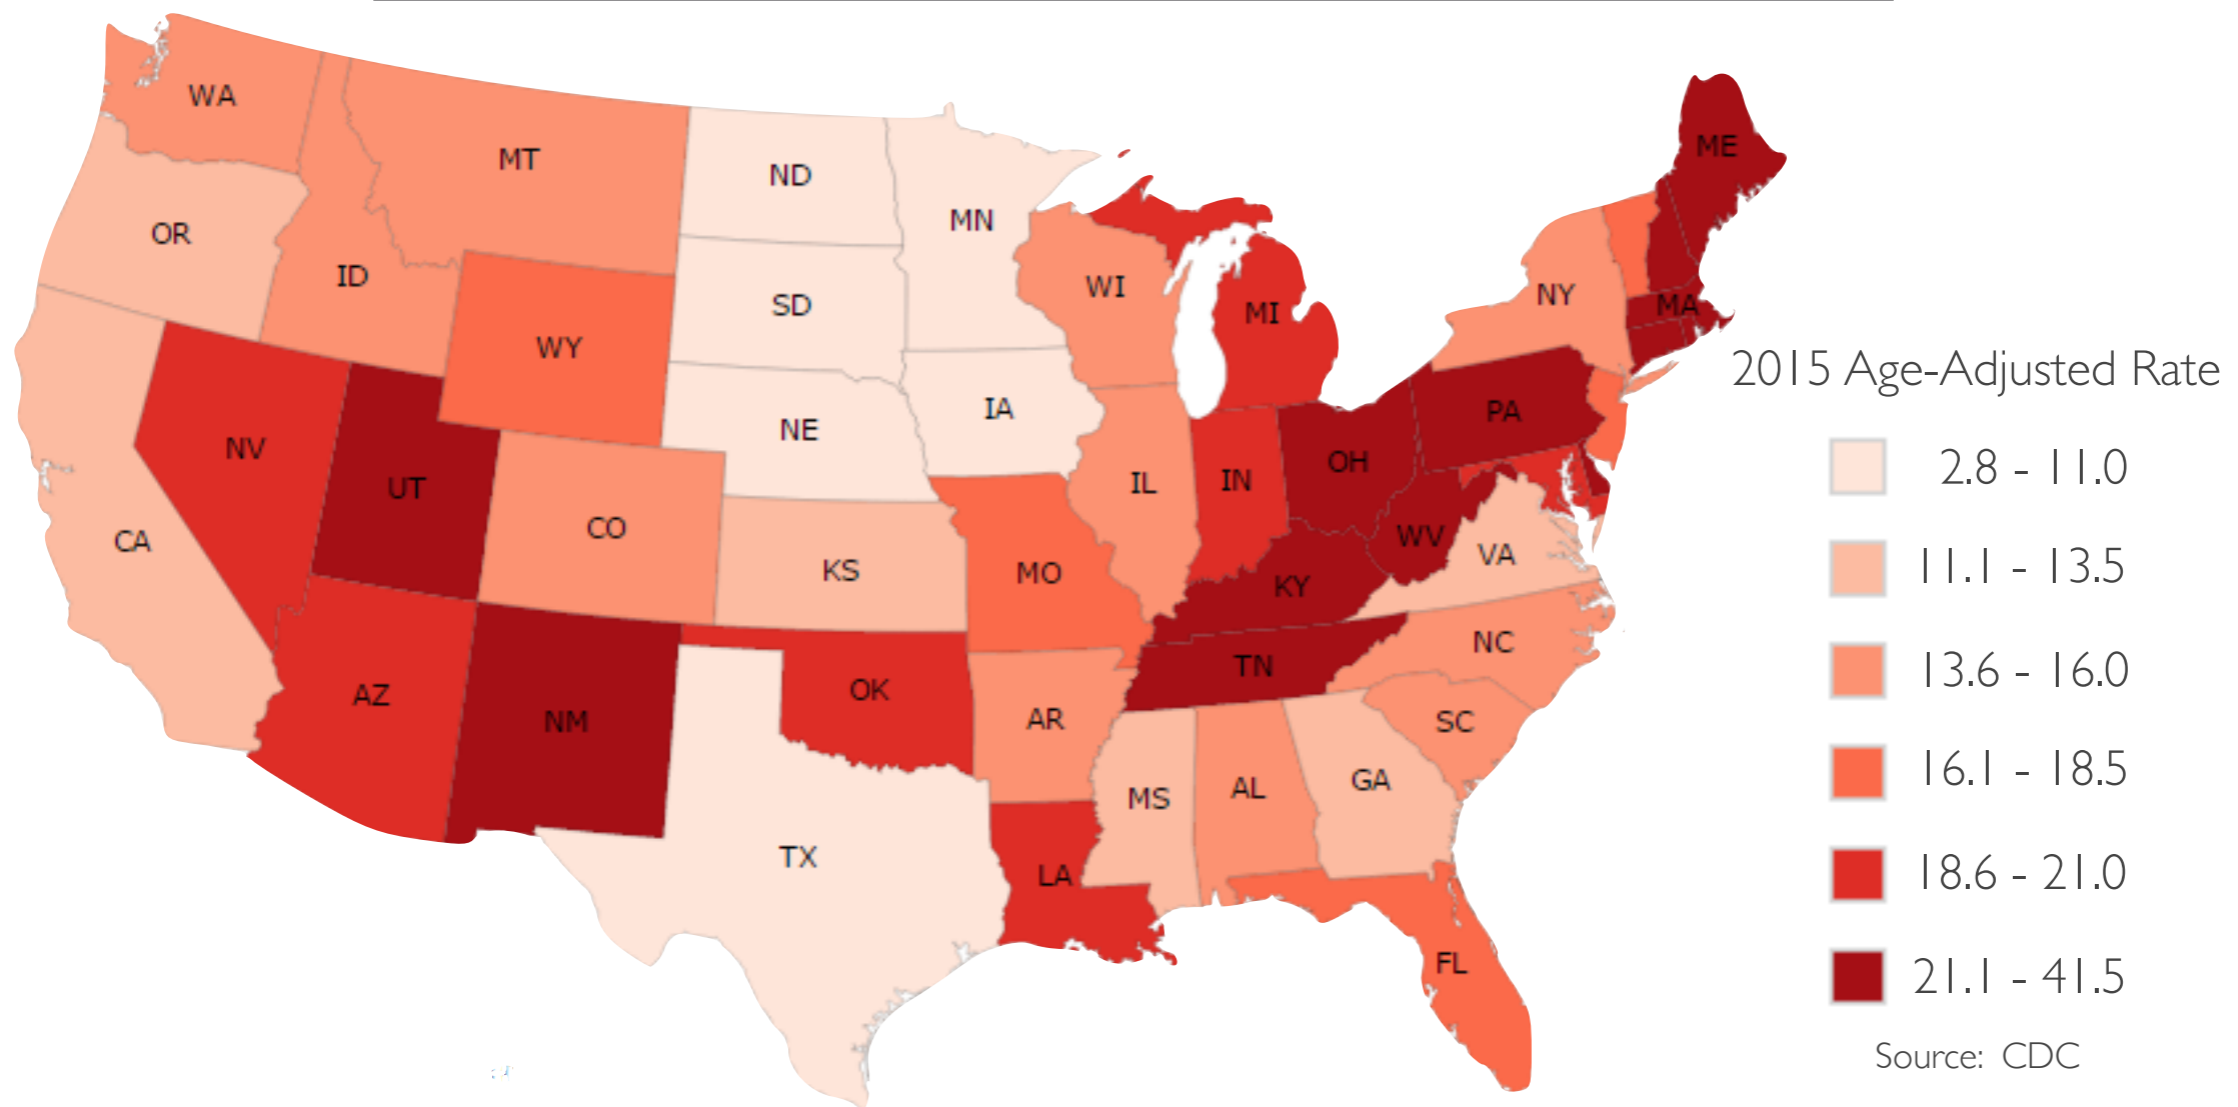 WA
MT
ND
MN
ME
OR
ID
SD
WI
MI
NY
MA
WY
NE
IA
PA
NV
UT
CO
IL
IN
OH
WV
VA
CA
KS
MO
KY
NC
AZ
NM
OK
AR
TN
SC
MS
AL
GA
TX
LA
FL
2015 Age-Adjusted Rate
2.8 - 11.0
11.1 - 13.5
13.6 - 16.0
16.1 - 18.5
18.6 - 21.0
21.1 - 41.5
Source: CDC